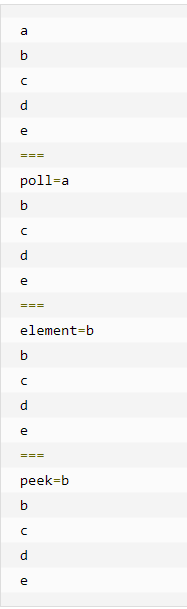 a
b
c
d
e
===
poll=a
b
c
d
e
===
element=b
b
c
d
e
===
peek=b
b
c
d
e